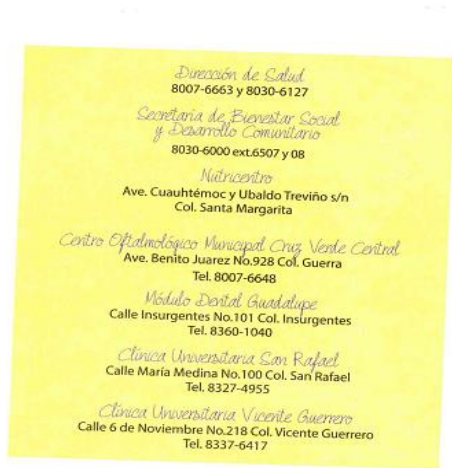 Dirección de Salud
8007-6663 y 8030-6127
Secretaria de Bienestar Social
y Desarrollo Comunitario
8030-6000 ext.6507 y 08
Nutricentro
Ave. Cuauhtémoc y Ubaldo Treviño s/n
Col. Santa Margarita
Centro Oftalmológico Municipal Cruz Verde Central
Ave. Benito Juarez No.928 Col. Guerra
Tel. 8007-6648
Módulo Dental Guadalupe
Calle Insurgentes No.101 Col. Insurgentes
Tel. 8360-1040
Clínica Universitaria San Rafael
Calle María Medina No.100 Col. San Rafael
Tel. 8327-4955
Clínica Universitaria Vicente Guerrero
Calle 6 de Noviembre No.218 Col. Vicente Guerrero
Tel. 8337-6417